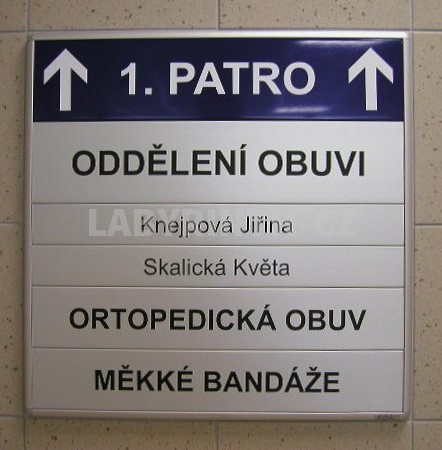 1. PATRO
ODDĚLENÍ OBUVI
Knejpová Jiřina
Skalická Květa
ORTOPEDICKÁ OBUV
MĚKKÉ BANDÁŽE